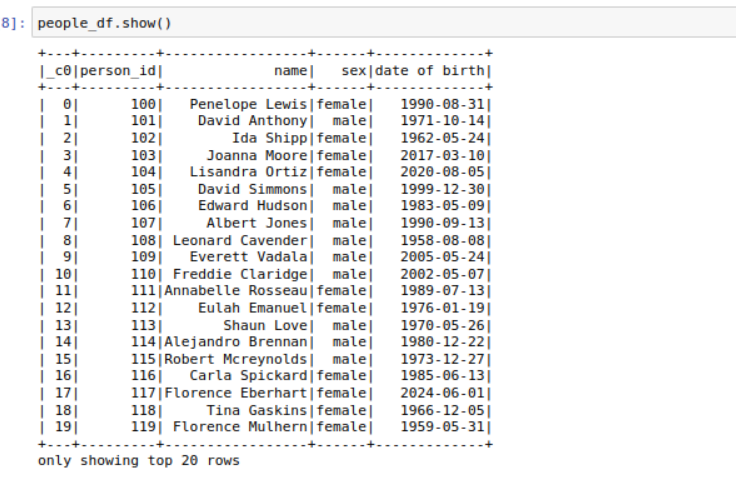 8]: people_df.show()
+---+---------+-----------------+------+-------------+
|_c0|person_id|             name|   sex|date of birth|
+---+---------+-----------------+------+-------------+
|  0|      100|   Penelope Lewis|female|   1990-08-31|
|  1|      101|    David Anthony|  male|   1971-10-14|
|  2|      102|        Ida Shipp|female|   1962-05-24|
|  3|      103|     Joanna Moore|female|   2017-03-10|
|  4|      104|   Lisandra Ortiz|female|   2020-08-05|
|  5|      105|    David Simmons|  male|   1999-12-30|
|  6|      106|    Edward Hudson|  male|   1983-05-09|
|  7|      107|     Albert Jones|  male|   1990-09-13|
|  8|      108| Leonard Cavender|  male|   1958-08-08|
|  9|      109|   Everett Vadala|  male|   2005-05-24|
| 10|      110| Freddie Claridge|  male|   2002-05-07|
| 11|      111|Annabelle Rosseau|female|   1989-07-13|
| 12|      112|    Eulah Emanuel|female|   1976-01-19|
| 13|      113|       Shaun Love|  male|   1970-05-26|
| 14|      114|Alejandro Brennan|  male|   1980-12-22|
| 15|      115|Robert Mcreynolds|  male|   1973-12-27|
| 16|      116|   Carla Spickard|female|   1985-06-13|
| 17|      117|Florence Eberhart|female|   2024-06-01|
| 18|      118|     Tina Gaskins|female|   1966-12-05|
| 19|      119| Florence Mulhern|female|   1959-05-31|
+---+---------+-----------------+------+-------------+
only showing top 20 rows